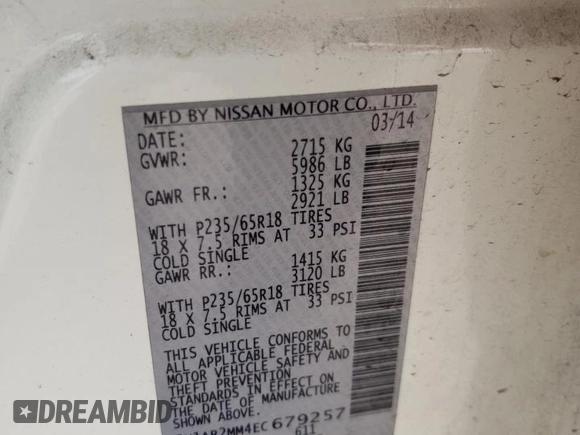 MFD BY NISSAN MOTOR CO., LTD.
DATE: 03/14
GVWR: 2715 KG
5986 LB
GAWR FR.: 1325 KG
2921 LB
WITH P235/65R18 TIRES
18 X 7.5 RIMS AT 33 PSI
COLD SINGLE
GAWR RR.: 1415 KG
3120 LB
WITH P235/65R18 TIRES
18 X 7.5 RIMS AT 33 PSI
COLD SINGLE
THIS VEHICLE CONFORMS TO
ALL APPLICABLE FEDERAL
MOTOR VEHICLE SAFETY AND
THEFT PREVENTION
STANDARDS IN EFFECT ON
THE DATE OF MANUFACTURE
SHOWN ABOVE.
AR2MM4EC679257
611
DREAMBID